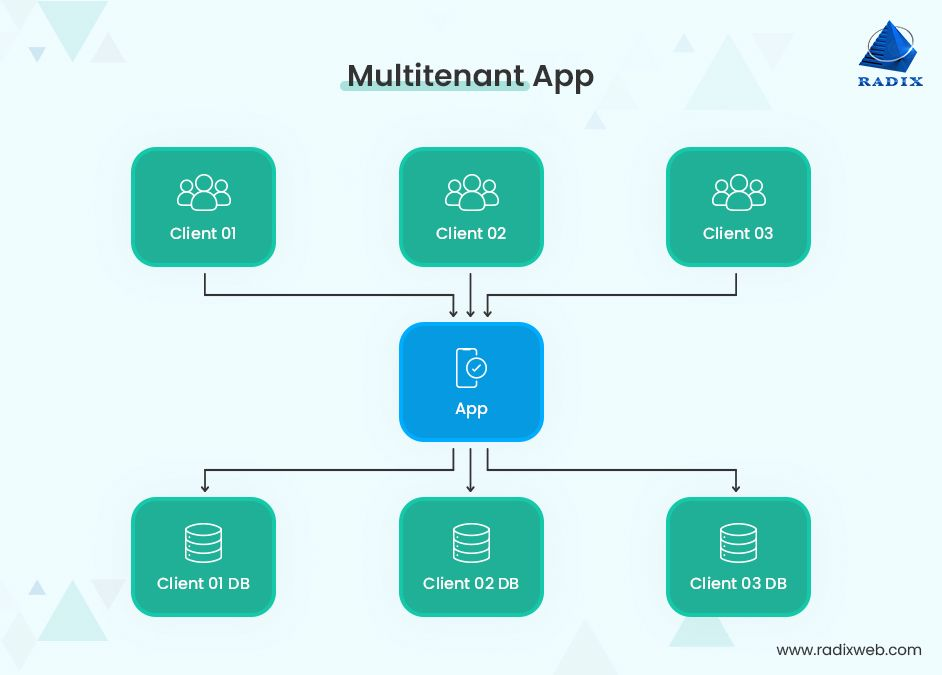 RADIX
Multitenant App
Client 01
Client 02
Client 03
App
Client 01 DB
Client 02 DB
Client 03 DB
www.radixweb.com